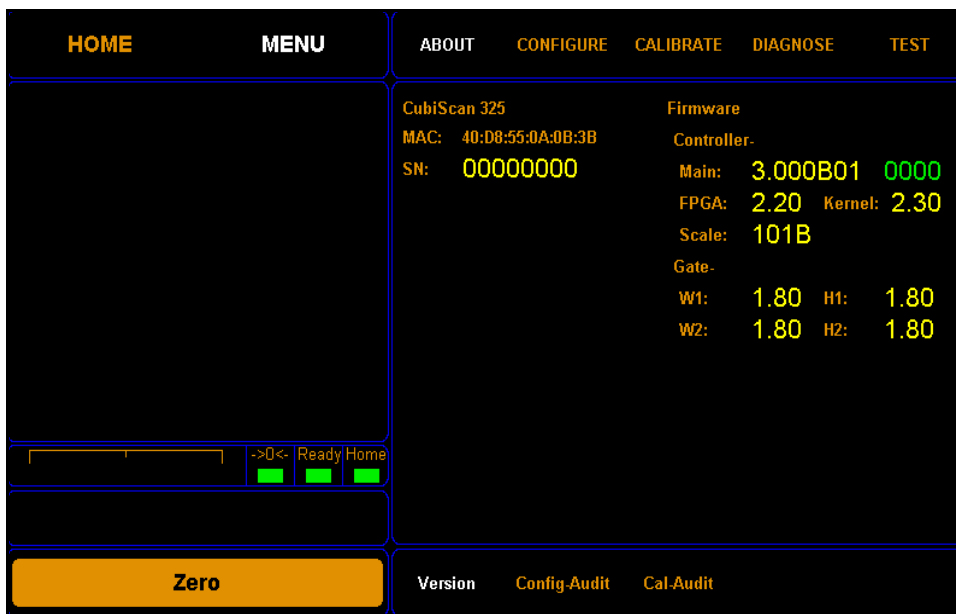 HOME MENU ABOUT CONFIGURE CALIBRATE DIAGNOSE TEST
CubiScan 325
MAC: 40:D8:55:0A:0B:3B
SN: 00000000
Firmware
Controller-
Main: 3.000B01 0000
FPGA: 2.20 Kernel: 2.30
Scale: 101B
Gate-
W1: 1.80 H1: 1.80
W2: 1.80 H2: 1.80
->0<- Ready Home
Zero
Version Config-Audit Cal-Audit